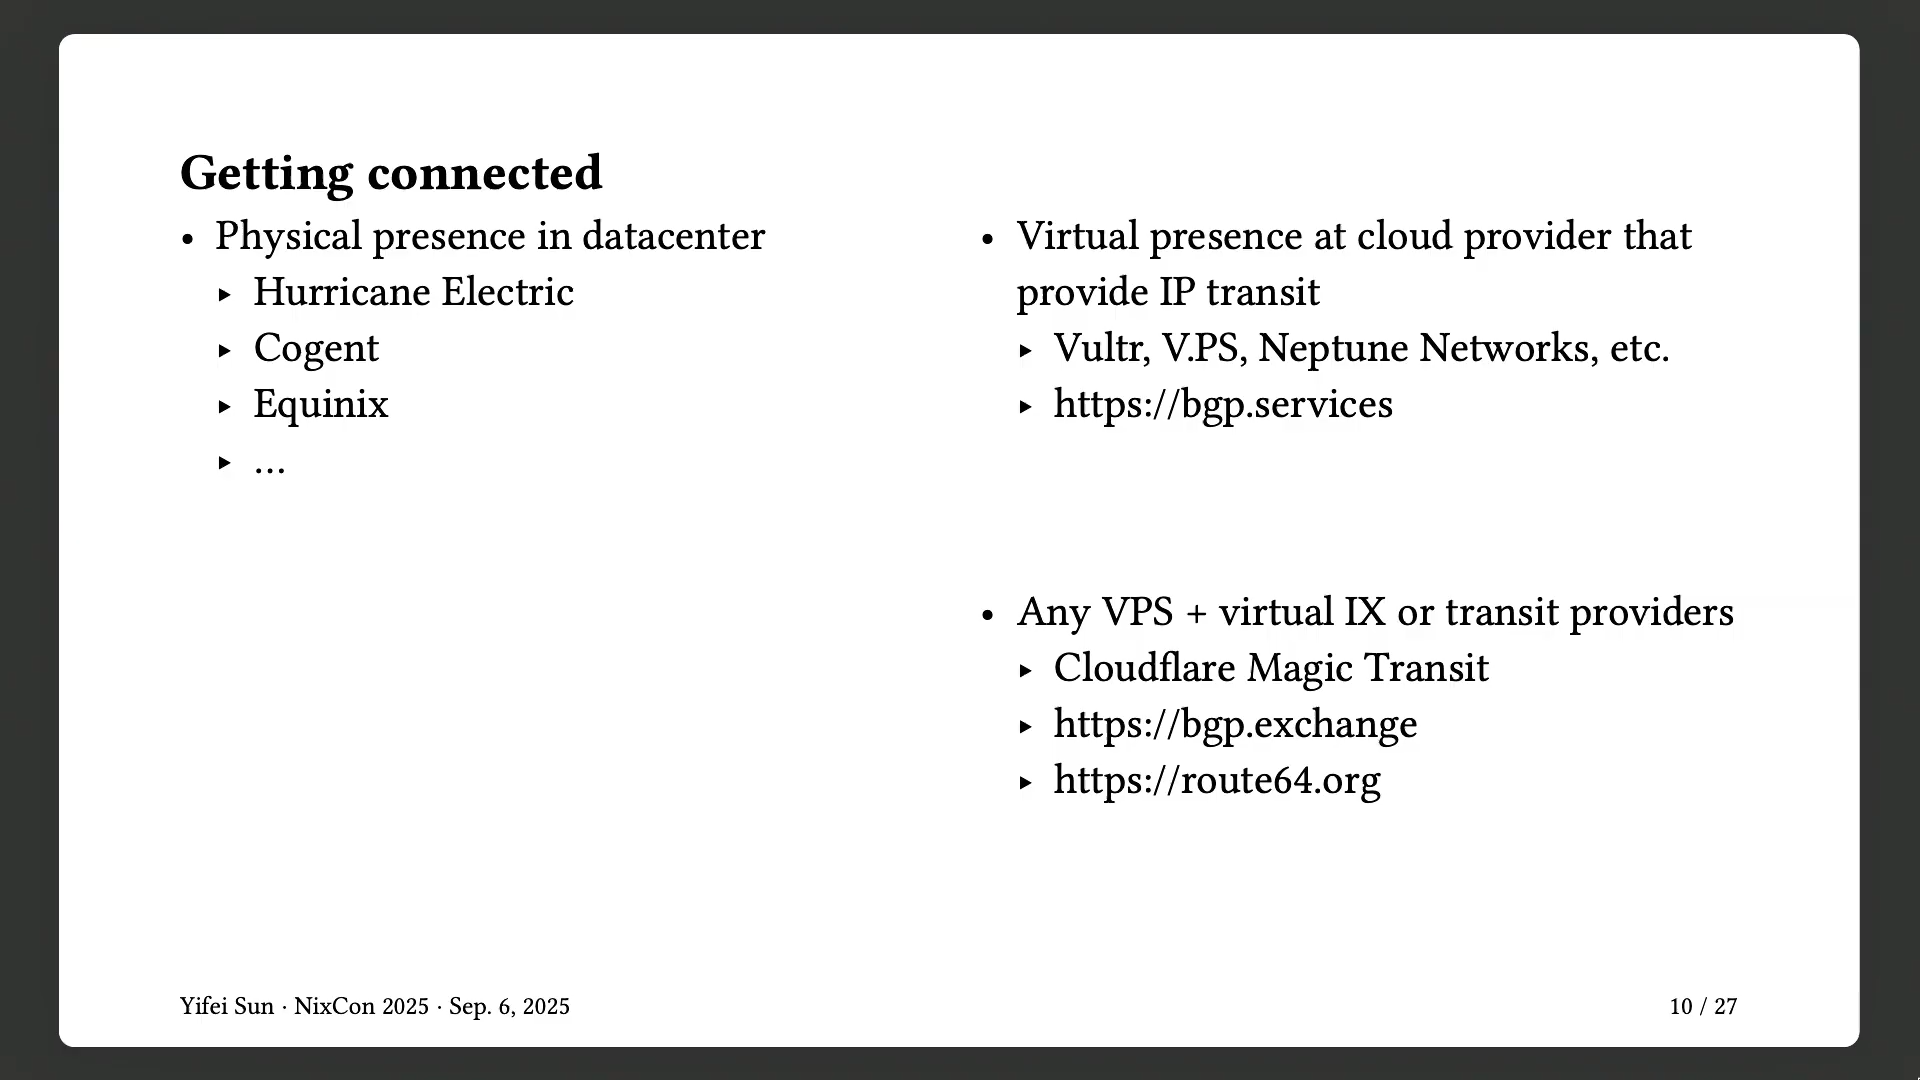 Getting connected
• Physical presence in datacenter
‣ Hurricane Electric
‣ Cogent
‣ Equinix
‣ …
• Virtual presence at cloud provider that
provide IP transit
‣ Vultr, V.PS, Neptune Networks, etc.
‣ https://bgp.services
• Any VPS + virtual IX or transit providers
‣ Cloudflare Magic Transit
‣ https://bgp.exchange
‣ https://route64.org
Yifei Sun · NixCon 2025 · Sep. 6, 2025
10 / 27